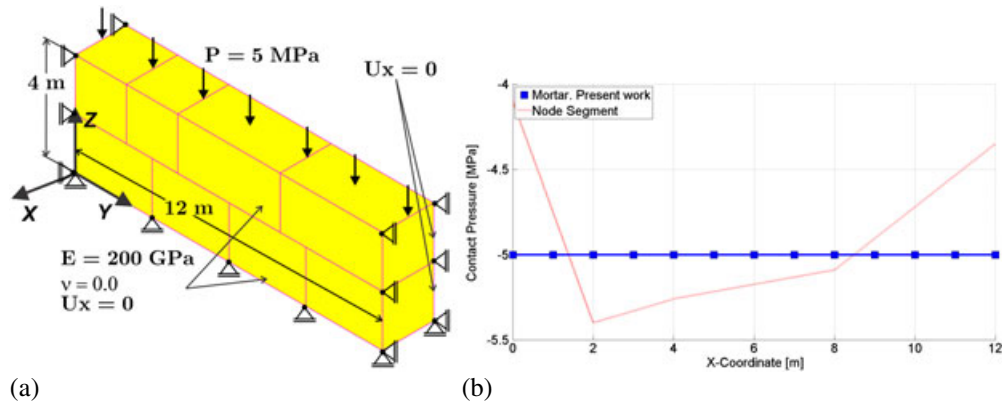 P = 5 MPa
Ux = 0
4 m
Z
X
Y
12 m
E = 200 GPa
ν = 0.0
Ux = 0
(a)
Mortar. Present work
Node Segment
Contact Pressure [MPa]
-4
-4.5
-5
-5.5
0 2 4 6 8 10 12
X-Coordinate [m]
(b)